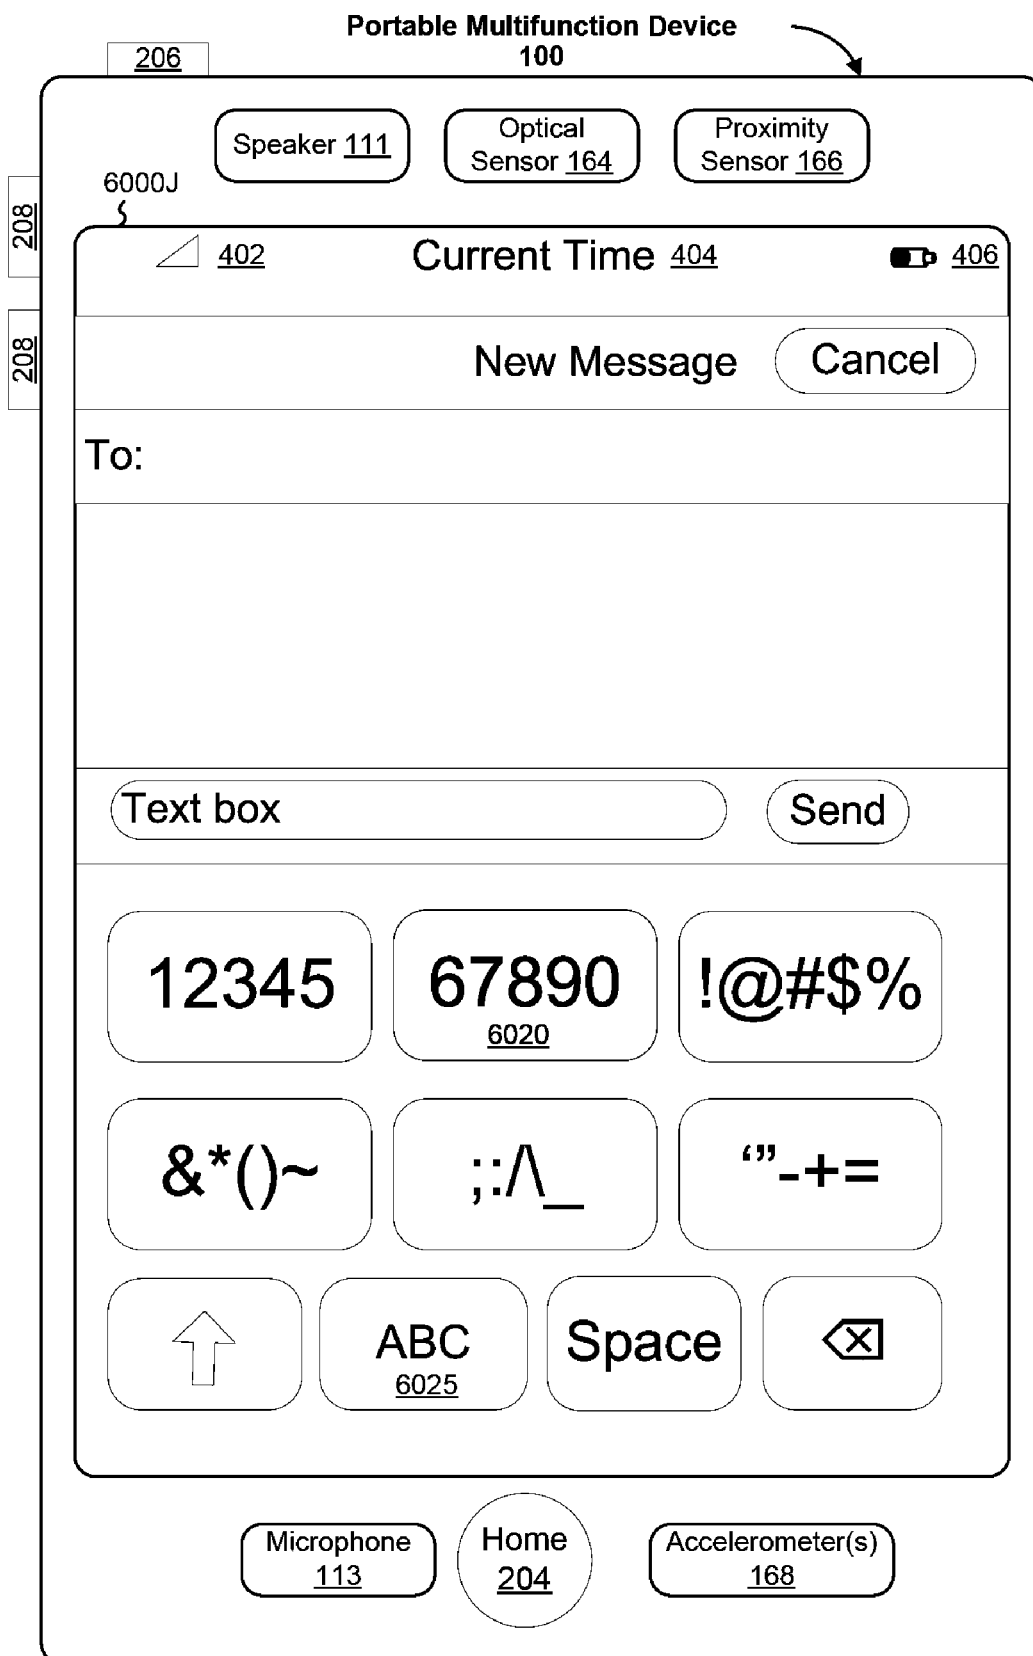 Portable Multifunction Device
100
206
Speaker 111
Optical
Sensor 164
Proximity
Sensor 166
6000J
208
208
402
Current Time 404
406
New Message
Cancel
To:
Text box
Send
12345
67890
6020
!@#$%
&*()~
;:/\_
‘”-+=
ABC
6025
Space
Microphone
113
Home
204
Accelerometer(s)
168